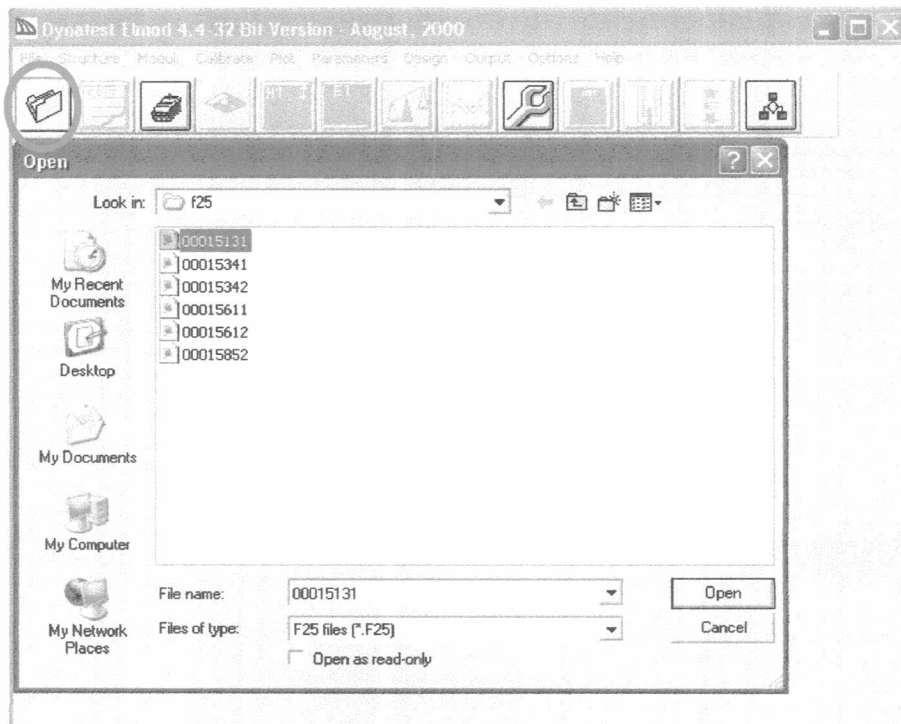 Dynatest Elmod 4.4-32 Bit Version - August, 2000
File Structure Moduli Calibrate Plot Parameters Design Output Options Help
Open
Look in: f25
00015131
00015341
00015342
00015611
00015612
00015852
My Recent
Documents
Desktop
My Documents
My Computer
My Network
Places
File name: 00015131
Open
Files of type: F25 files (*.F25)
Cancel
Open as read-only